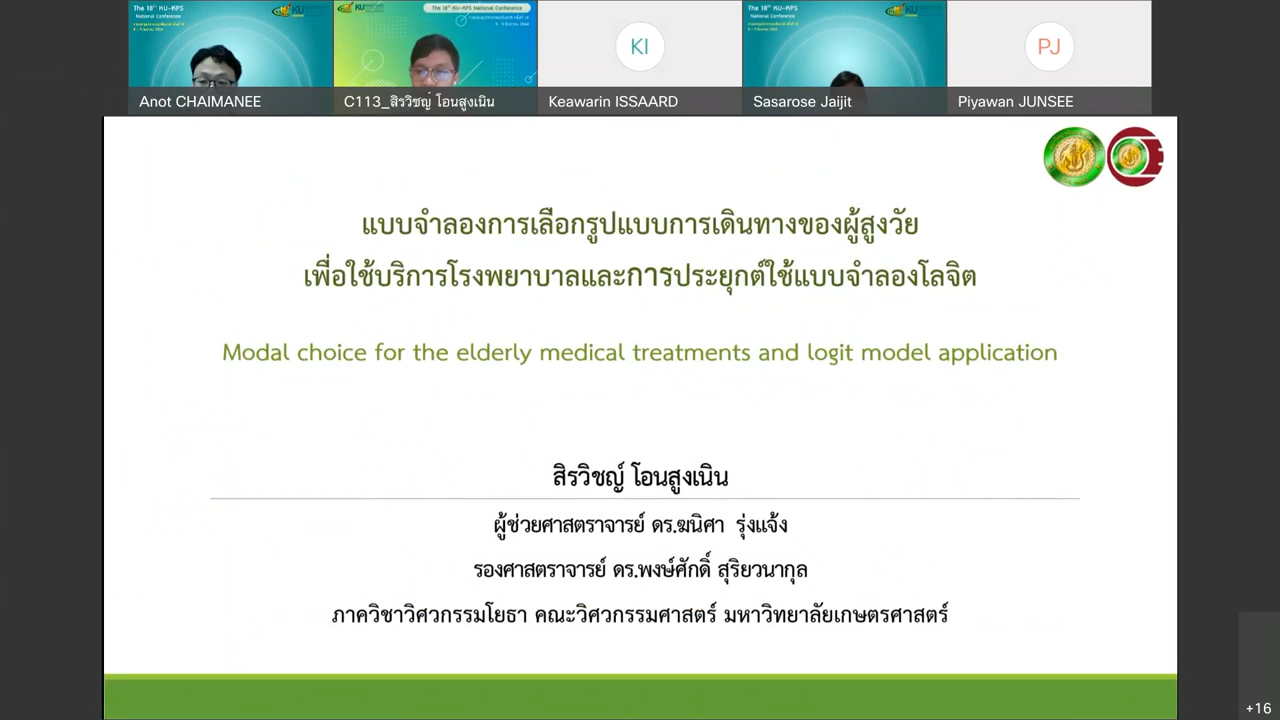 The 18th KU-KPS
National Conference
The 18th KU-KPS National Conference
The 18th KU-KPS
National Conference
KI
PJ
Anot CHAIMANEE
C113_สิรวิชญ์ โอนสูงเนิน
Keawarin ISSAARD
Sasarose Jaijit
Piyawan JUNSEE
แบบจำลองการเลือกรูปแบบการเดินทางของผู้สูงวัย
เพื่อใช้บริการโรงพยาบาลและการประยุกต์ใช้แบบจำลองโลจิต
Modal choice for the elderly medical treatments and logit model application
สิรวิชญ์ โอนสูงเนิน
ผู้ช่วยศาสตราจารย์ ดร.ฆนิศา รุ่งแจ้ง
รองศาสตราจารย์ ดร.พงษ์ศักดิ์ สุริยวนากุล
ภาควิชาวิศวกรรมโยธา คณะวิศวกรรมศาสตร์ มหาวิทยาลัยเกษตรศาสตร์
+16